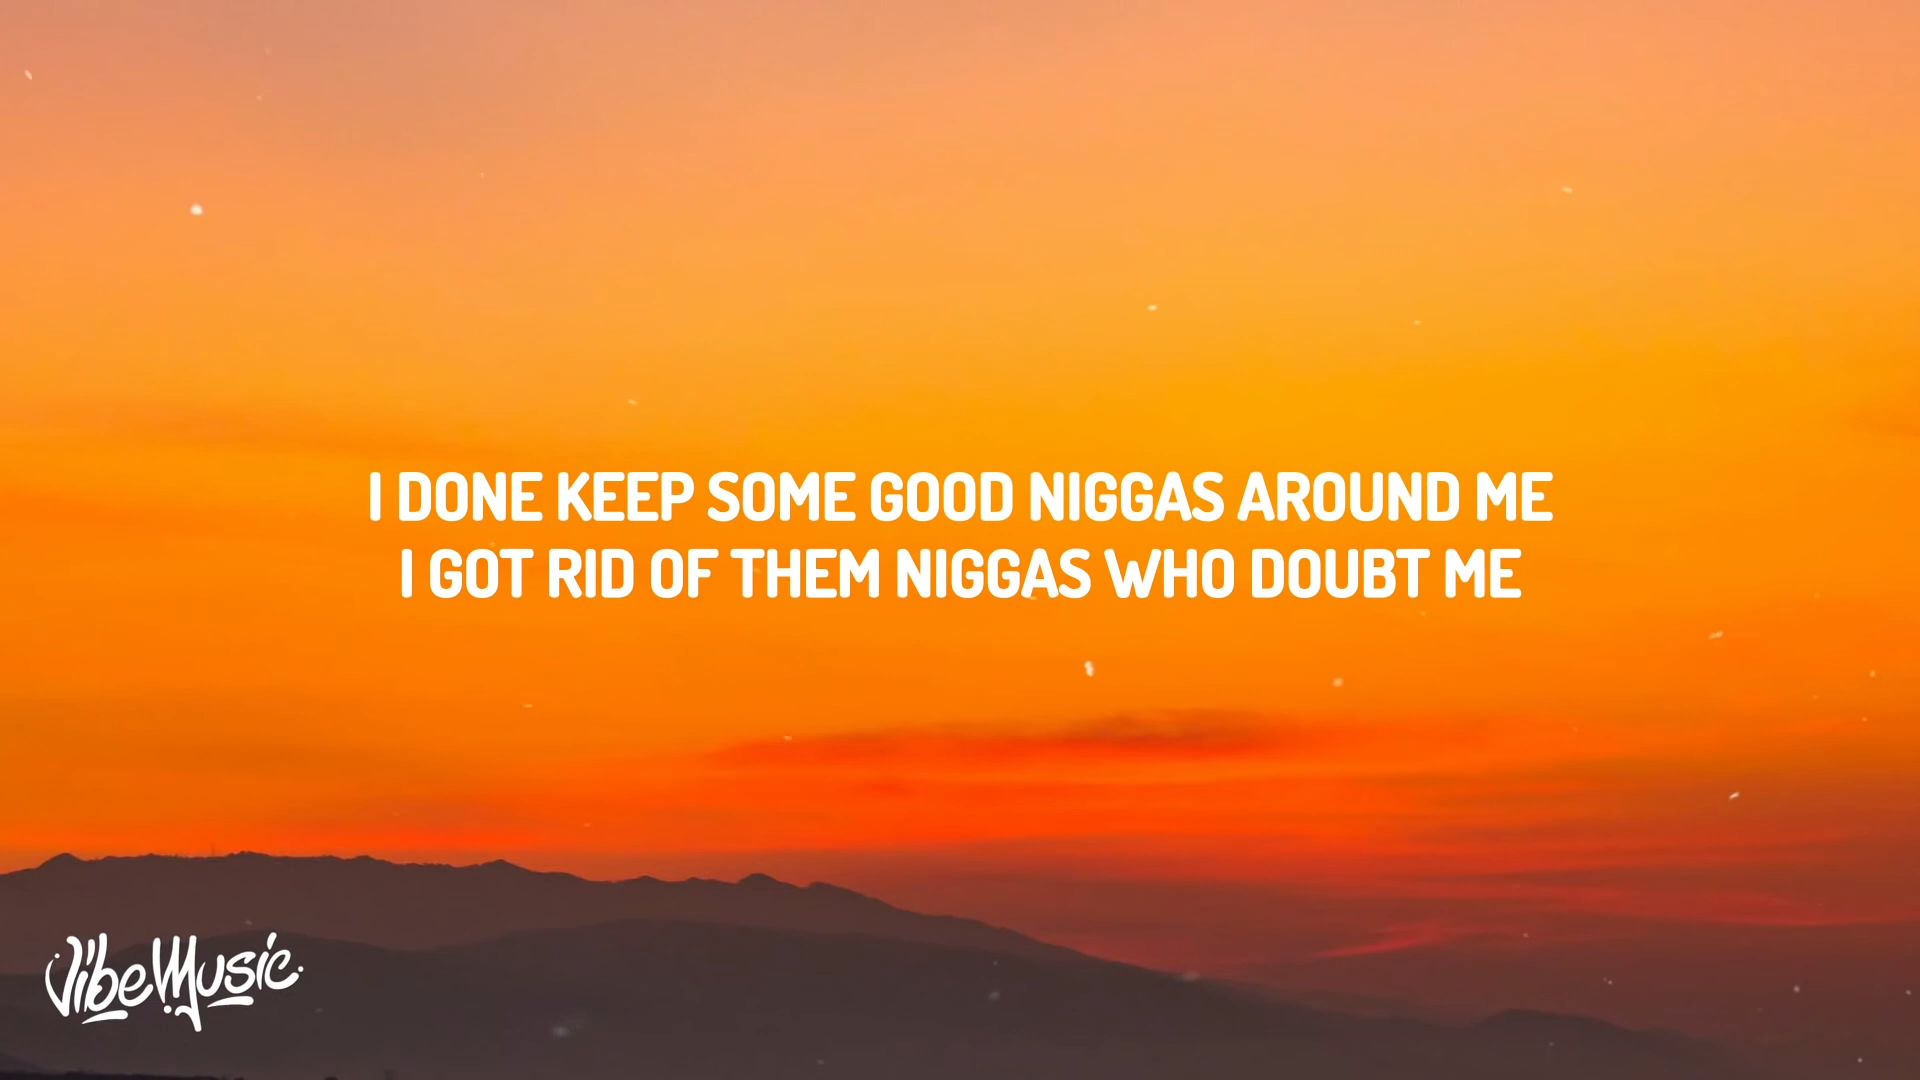 I DONE KEEP SOME GOOD NIGGAS AROUND ME
I GOT RID OF THEM NIGGAS WHO DOUBT ME
VibeMusic